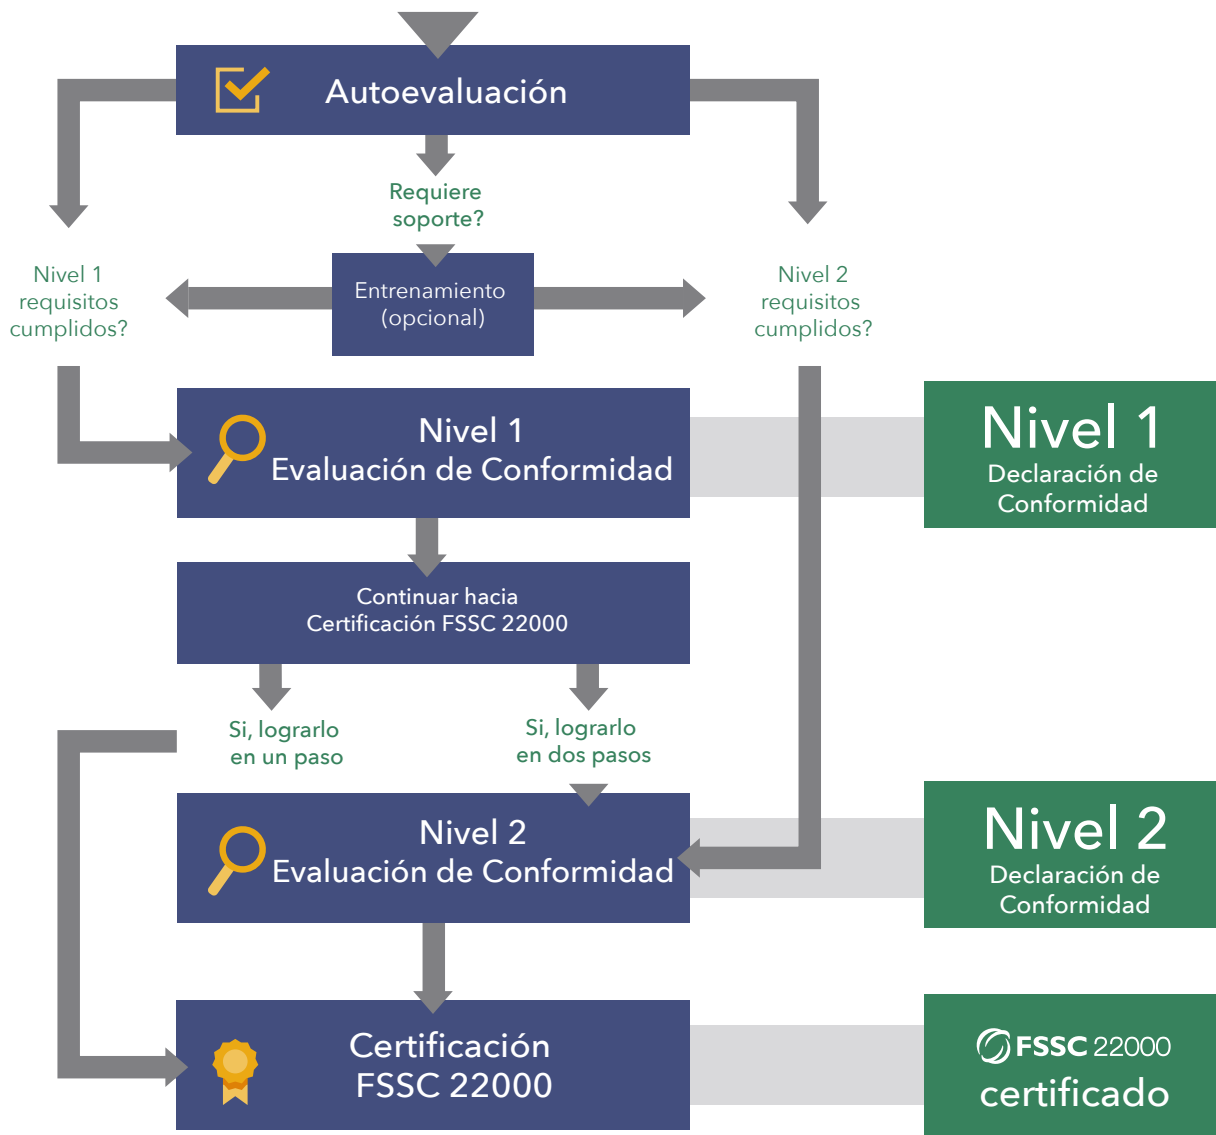 Autoevaluación
Requiere
soporte?
Nivel 1
requisitos
cumplidos?
Entrenamiento
(opcional)
Nivel 2
requisitos
cumplidos?
Nivel 1
Evaluación de Conformidad
Nivel 1
Declaración de
Conformidad
Continuar hacia
Certificación FSSC 22000
Si, lograrlo
en un paso
Si, lograrlo
en dos pasos
Nivel 2
Evaluación de Conformidad
Nivel 2
Declaración de
Conformidad
Certificación
FSSC 22000
FSSC 22000
certificado